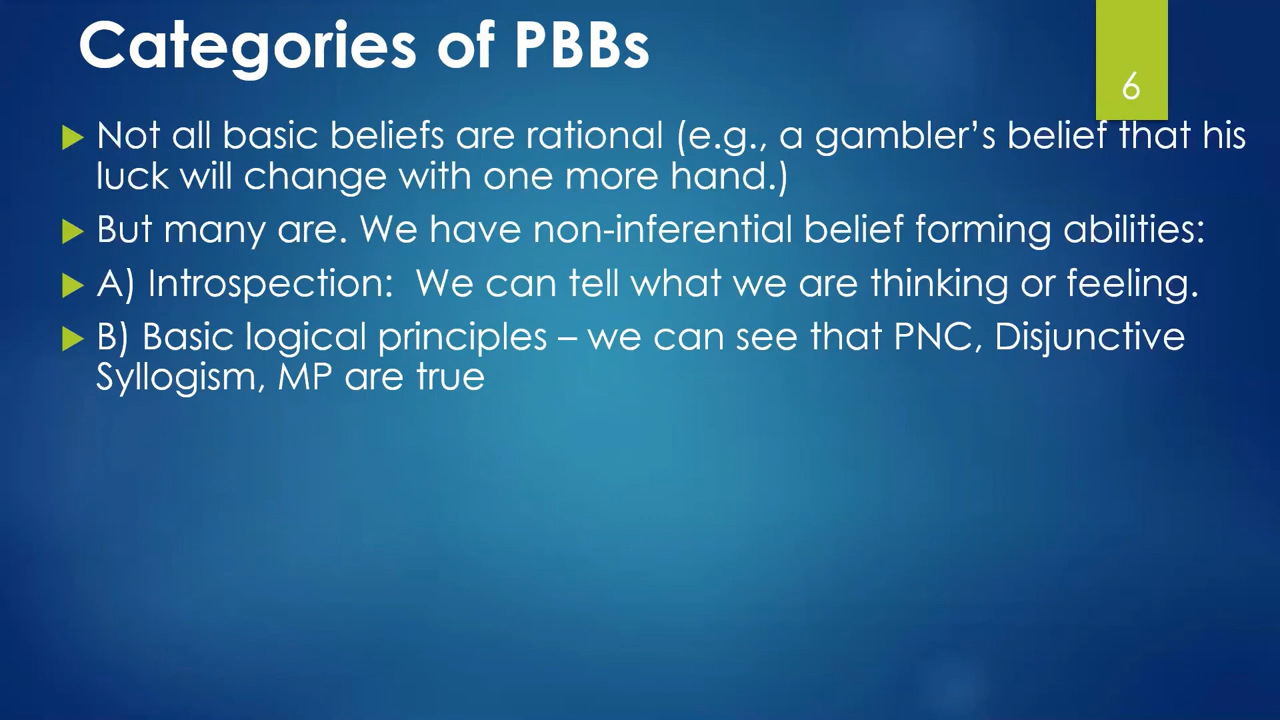 Categories of PBBs
6
Not all basic beliefs are rational (e.g., a gambler’s belief that his
luck will change with one more hand.)
But many are. We have non-inferential belief forming abilities:
A) Introspection:  We can tell what we are thinking or feeling.
B) Basic logical principles – we can see that PNC, Disjunctive
Syllogism, MP are true